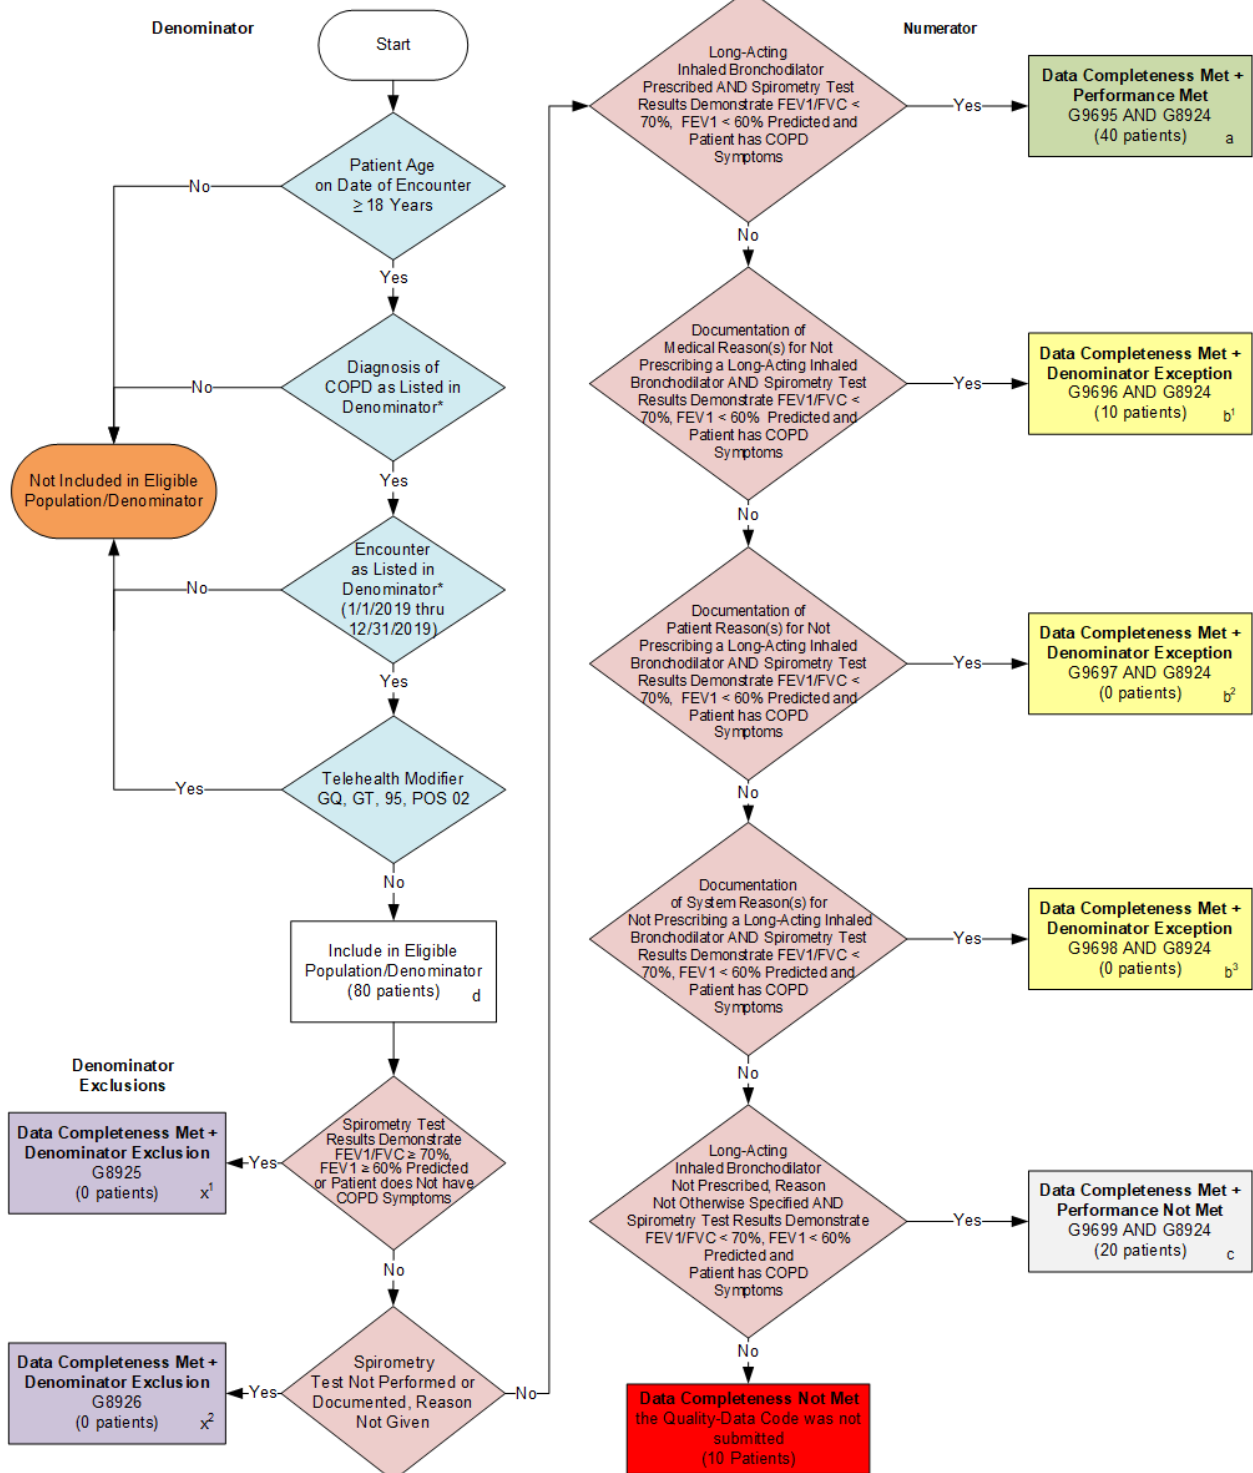 Denominator
Start
Patient Age
on Date of Encounter
≥ 18 Years
No
Yes
Diagnosis of
COPD as Listed in
Denominator*
No
Yes
Not Included in Eligible
Population/Denominator
Encounter
as Listed in
Denominator*
(1/1/2019 thru
12/31/2019)
No
Yes
Telehealth Modifier
GQ, GT, 95, POS 02
Yes
No
Include in Eligible
Population/Denominator
(80 patients)
d
Denominator
Exclusions
Spirometry Test
Results Demonstrate
FEV1/FVC ≥ 70%,
FEV1 ≥ 60% Predicted
or Patient does Not have
COPD Symptoms
Yes
Data Completeness Met +
Denominator Exclusion
G8925
(0 patients)
x¹
No
Spirometry
Test Not Performed or
Documented, Reason
Not Given
Yes
Data Completeness Met +
Denominator Exclusion
G8926
(0 patients)
x²
No
Numerator
Long-Acting
Inhaled Bronchodilator
Prescribed AND Spirometry Test
Results Demonstrate FEV1/FVC <
70%, FEV1 < 60% Predicted and
Patient has COPD
Symptoms
Yes
Data Completeness Met +
Performance Met
G9695 AND G8924
(40 patients)
a
No
Documentation of
Medical Reason(s) for Not
Prescribing a Long-Acting Inhaled
Bronchodilator AND Spirometry Test
Results Demonstrate FEV1/FVC <
70%, FEV1 < 60% Predicted and
Patient has COPD
Symptoms
Yes
Data Completeness Met +
Denominator Exception
G9696 AND G8924
(10 patients)
b¹
No
Documentation of
Patient Reason(s) for Not
Prescribing a Long-Acting Inhaled
Bronchodilator AND Spirometry Test
Results Demonstrate FEV1/FVC <
70%, FEV1 < 60% Predicted and
Patient has COPD
Symptoms
Yes
Data Completeness Met +
Denominator Exception
G9697 AND G8924
(0 patients)
b²
No
Documentation
of System Reason(s) for
Not Prescribing a Long-Acting Inhaled
Bronchodilator AND Spirometry Test
Results Demonstrate FEV1/FVC <
70%, FEV1 < 60% Predicted and
Patient has COPD
Symptoms
Yes
Data Completeness Met +
Denominator Exception
G9698 AND G8924
(0 patients)
b³
No
Long-Acting
Inhaled Bronchodilator
Not Prescribed, Reason
Not Otherwise Specified AND
Spirometry Test Results Demonstrate
FEV1/FVC < 70%, FEV1 < 60%
Predicted and
Patient has COPD
Symptoms
Yes
Data Completeness Met +
Performance Not Met
G9699 AND G8924
(20 patients)
c
No
Data Completeness Not Met
the Quality-Data Code was not
submitted
(10 Patients)